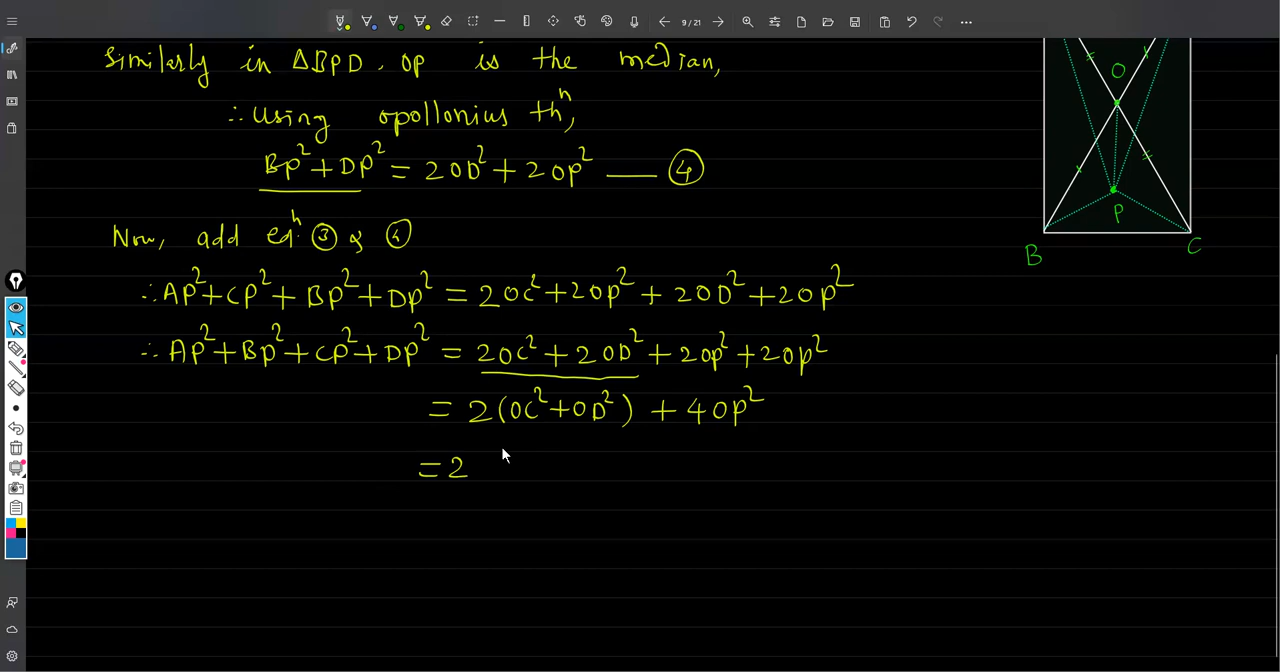 9/21
Similarly in ΔBPD. OP is the median,
∴ Using opollonius thⁿ,
BP² + DP² = 2OD² + 2OP² — ④
Now, add eqⁿ. ③ & ④
∴ AP² + CP² + BP² + DP² = 2OC² + 2OP² + 2OD² + 2OP²
∴ AP² + BP² + CP² + DP² = 2OC² + 2OD² + 2OP² + 2OP²
= 2(OC² + OD²) + 4OP²
= 2
O
P
B
C